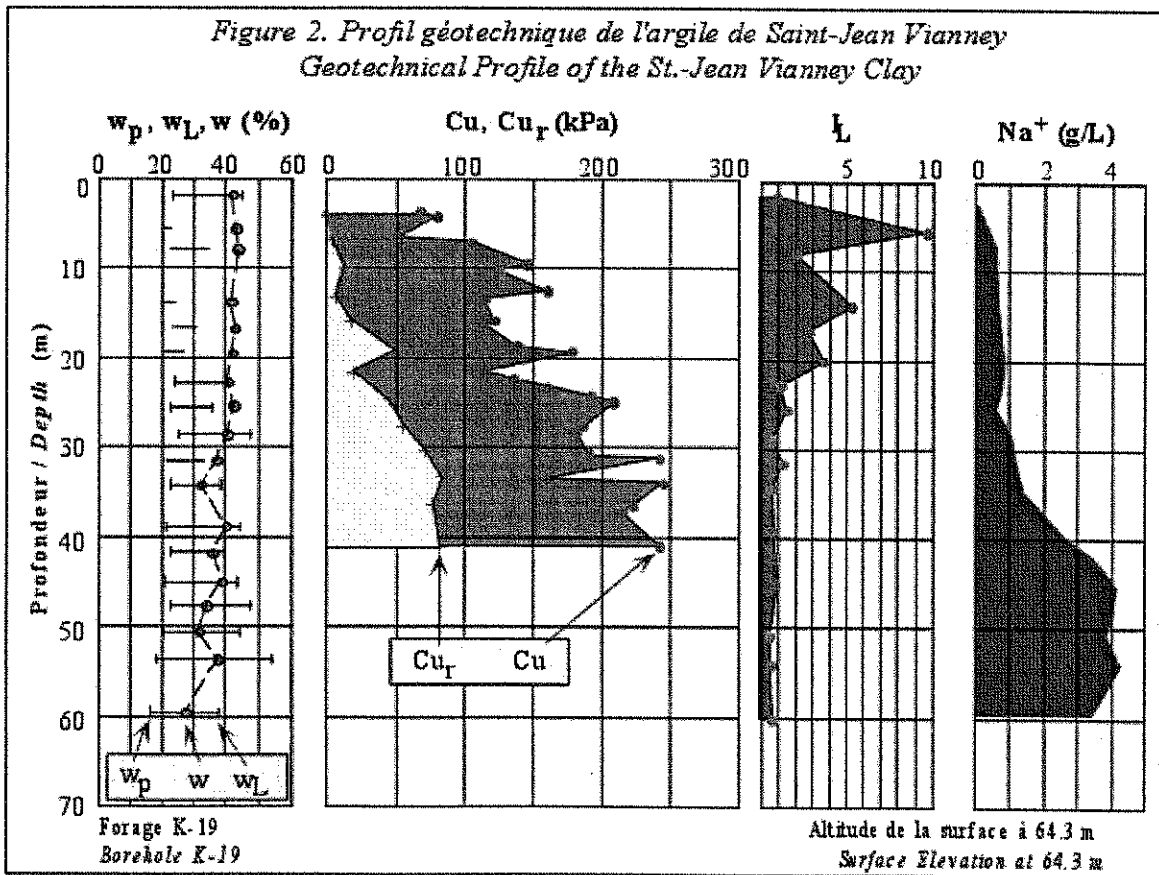 Figure 2. Profil géotechnique de l'argile de Saint-Jean Vianney
Geotechnical Profile of the St.-Jean Vianney Clay
wp, wL, w (%)
Cu, Cur (kPa)
IL
Na+ (g/L)
0 20 40 60
0 100 200 300
5 10
0 2 4
Profondeur / Depth (m)
0
10
20
30
40
50
60
70
Cur Cu
wp w wL
Forage K-19
Borehole K-19
Altitude de la surface à 64.3 m
Surface Elevation at 64.3 m